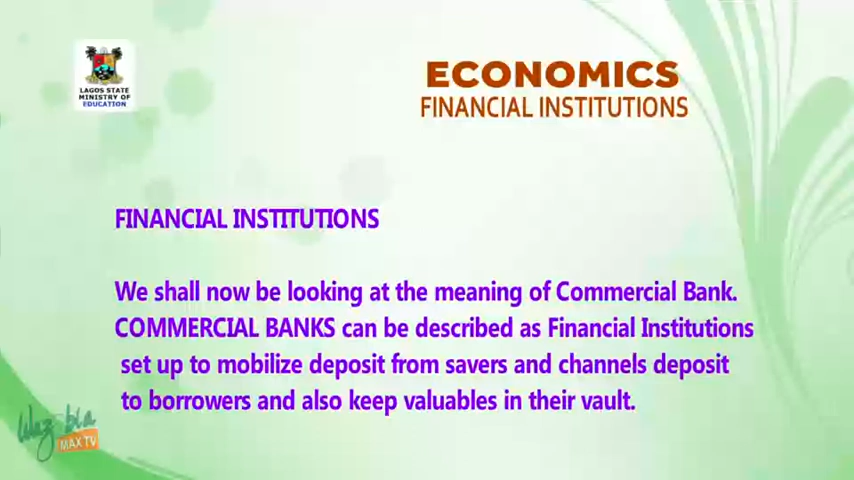 LAGOS STATE
MINISTRY OF
EDUCATION
ECONOMICS
FINANCIAL INSTITUTIONS
FINANCIAL INSTITUTIONS
We shall now be looking at the meaning of Commercial Bank.
COMMERCIAL BANKS can be described as Financial Institutions
set up to mobilize deposit from savers and channels deposit
to borrowers and also keep valuables in their vault.
Wazobia
MAX TV